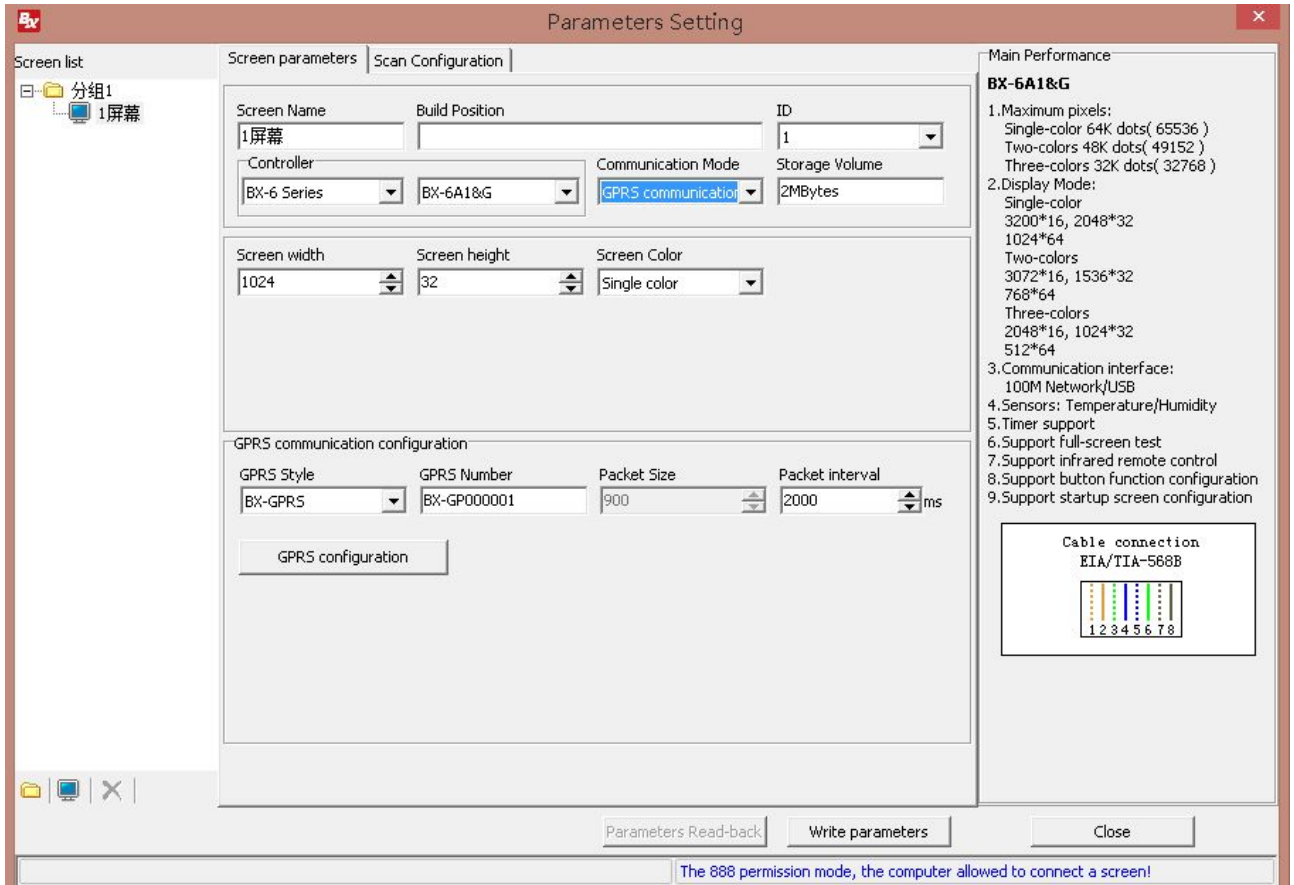 BX
Parameters Setting
Screen list
分组1
1屏幕
Screen parameters
Scan Configuration
Screen Name
Build Position
ID
1屏幕
1
Controller
Communication Mode
Storage Volume
BX-6 Series
BX-6A1&G
GPRS communication
2MBytes
Screen width
Screen height
Screen Color
1024
32
Single color
GPRS communication configuration
GPRS Style
GPRS Number
Packet Size
Packet interval
BX-GPRS
BX-GP000001
900
2000
ms
GPRS configuration
Main Performance
BX-6A1&G
1.Maximum pixels:
Single-color 64K dots( 65536 )
Two-colors 48K dots( 49152 )
Three-colors 32K dots( 32768 )
2.Display Mode:
Single-color
3200*16, 2048*32
1024*64
Two-colors
3072*16, 1536*32
768*64
Three-colors
2048*16, 1024*32
512*64
3.Communication interface:
100M Network/USB
4.Sensors: Temperature/Humidity
5.Timer support
6.Support full-screen test
7.Support infrared remote control
8.Support button function configuration
9.Support startup screen configuration
Cable connection
EIA/TIA-568B
12345678
Parameters Read-back
Write parameters
Close
The 888 permission mode, the computer allowed to connect a screen!